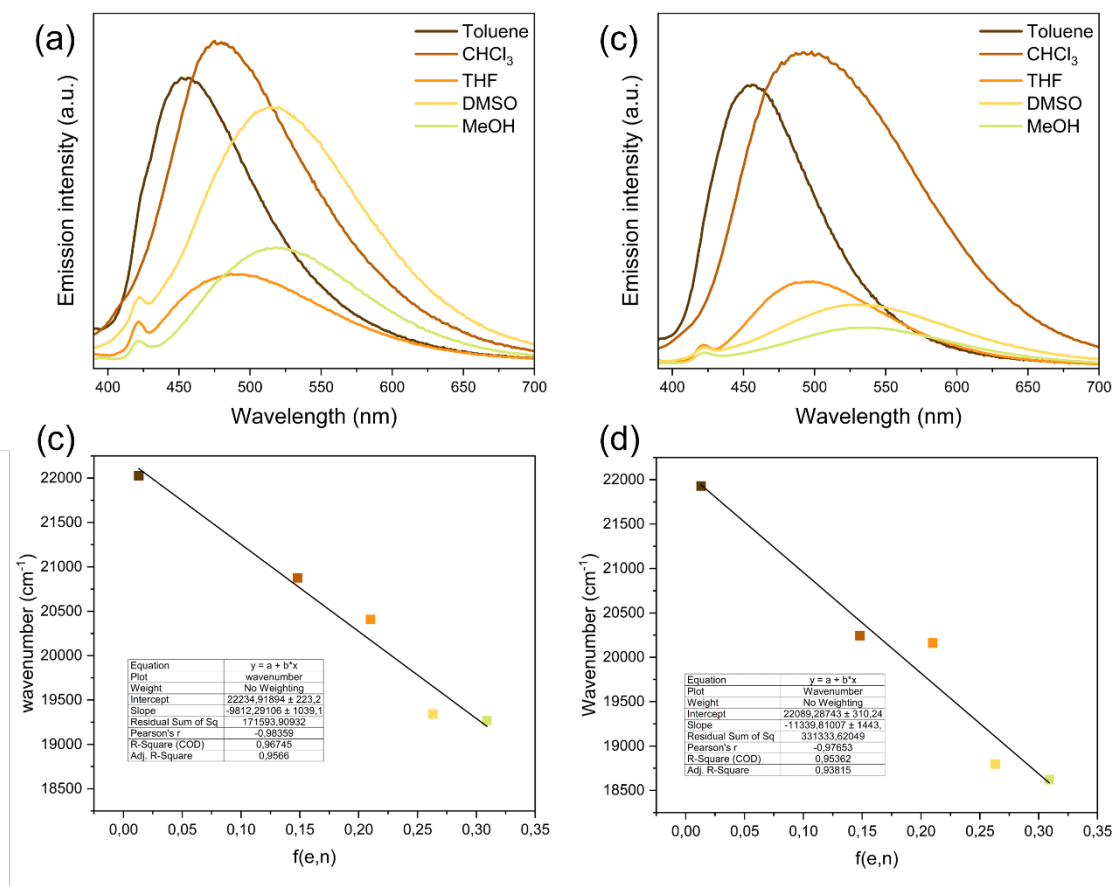 (a)
Toluene
CHCl₃
THF
DMSO
MeOH
Emission intensity (a.u.)
400 450 500 550 600 650 700
Wavelength (nm)
(c)
Toluene
CHCl₃
THF
DMSO
MeOH
Emission intensity (a.u.)
400 450 500 550 600 650 700
Wavelength (nm)
(c)
wavenumber (cm⁻¹)
22000
21500
21000
20500
20000
19500
19000
18500
Equation y = a + b*x
Plot wavenumber
Weight No Weighting
Intercept 22234,91894 ± 223,2
Slope -9812,29106 ± 1039,1
Residual Sum of Sq 171593,90932
Pearson's r -0,98359
R-Square (COD) 0,96745
Adj. R-Square 0,9566
0,00 0,05 0,10 0,15 0,20 0,25 0,30 0,35
f(e,n)
(d)
Wavenumber (cm⁻¹)
22000
21500
21000
20500
20000
19500
19000
18500
Equation y = a + b*x
Plot Wavenumber
Weight No Weighting
Intercept 22089,28743 ± 310,24
Slope -11339,81007 ± 1443,
Residual Sum of Sq 331333,62049
Pearson's r -0,97653
R-Square (COD) 0,95362
Adj. R-Square 0,93815
0,00 0,05 0,10 0,15 0,20 0,25 0,30 0,35
f(e,n)